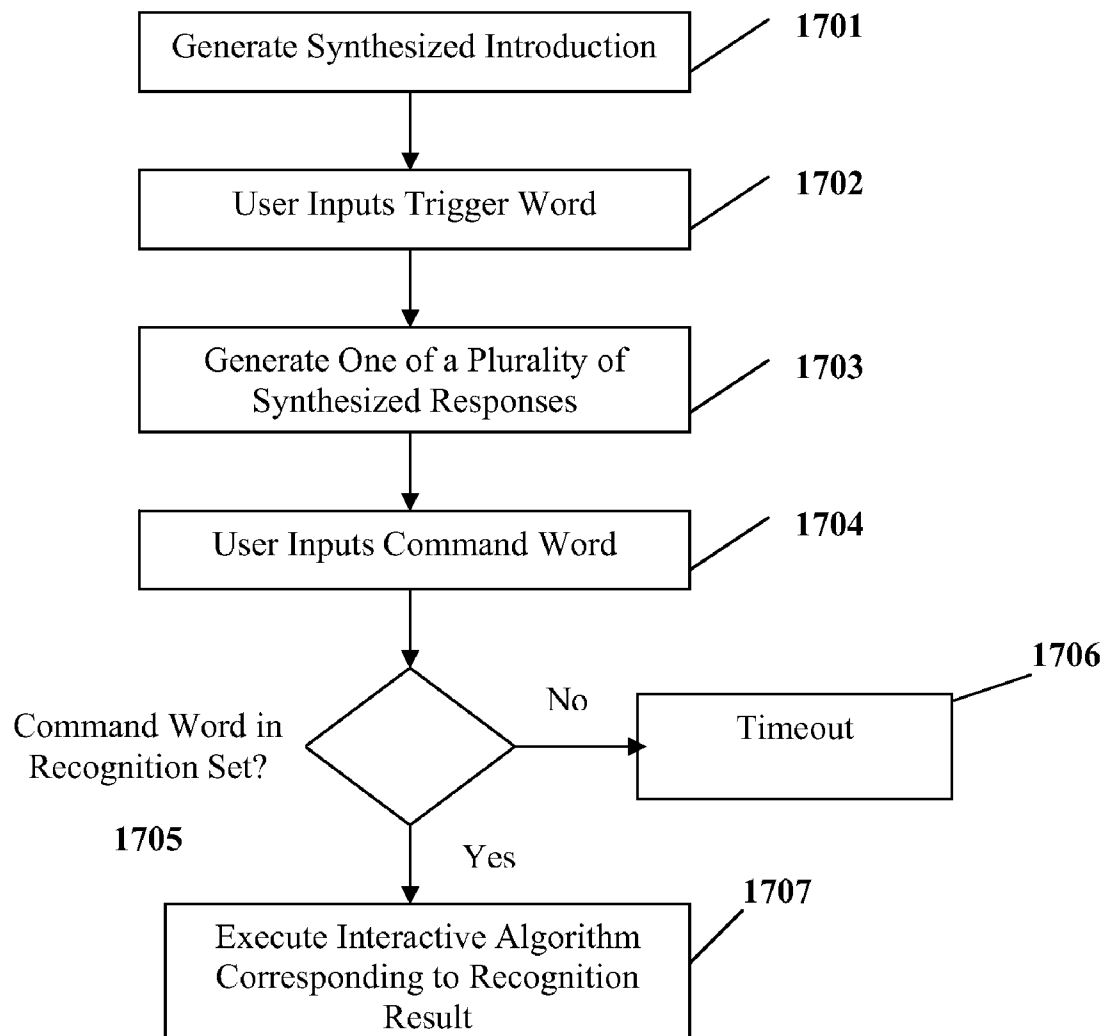 Generate Synthesized Introduction
1701
User Inputs Trigger Word
1702
Generate One of a Plurality of
Synthesized Responses
1703
User Inputs Command Word
1704
Command Word in
Recognition Set?
1705
No
1706
Timeout
Yes
1707
Execute Interactive Algorithm
Corresponding to Recognition
Result